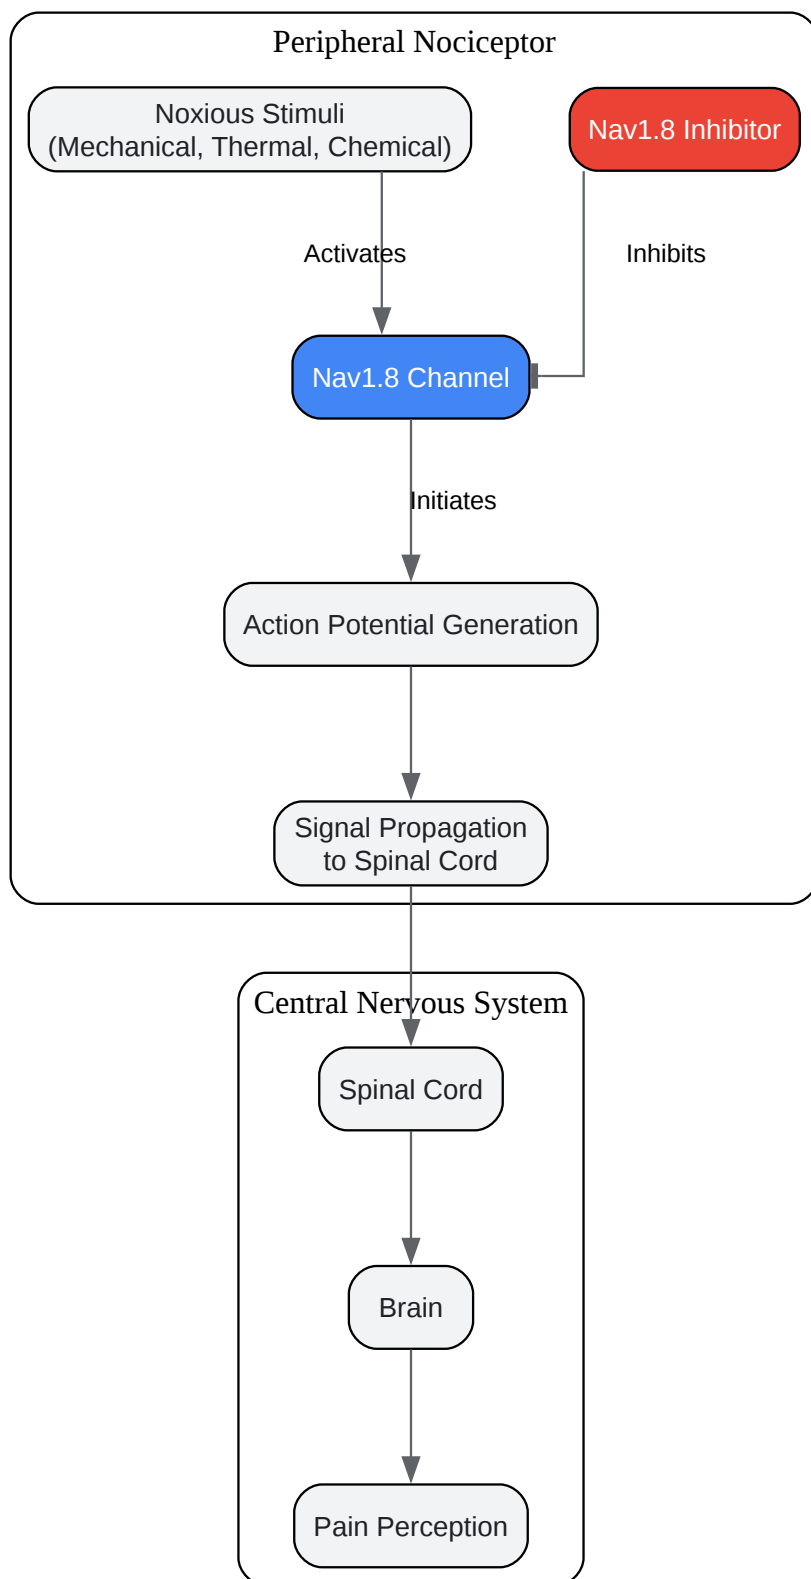 Peripheral Nociceptor
Noxious Stimuli
(Mechanical, Thermal, Chemical)
Nav1.8 Inhibitor
Activates
Inhibits
Nav1.8 Channel
Initiates
Action Potential Generation
Signal Propagation
to Spinal Cord
Central Nervous System
Spinal Cord
Brain
Pain Perception